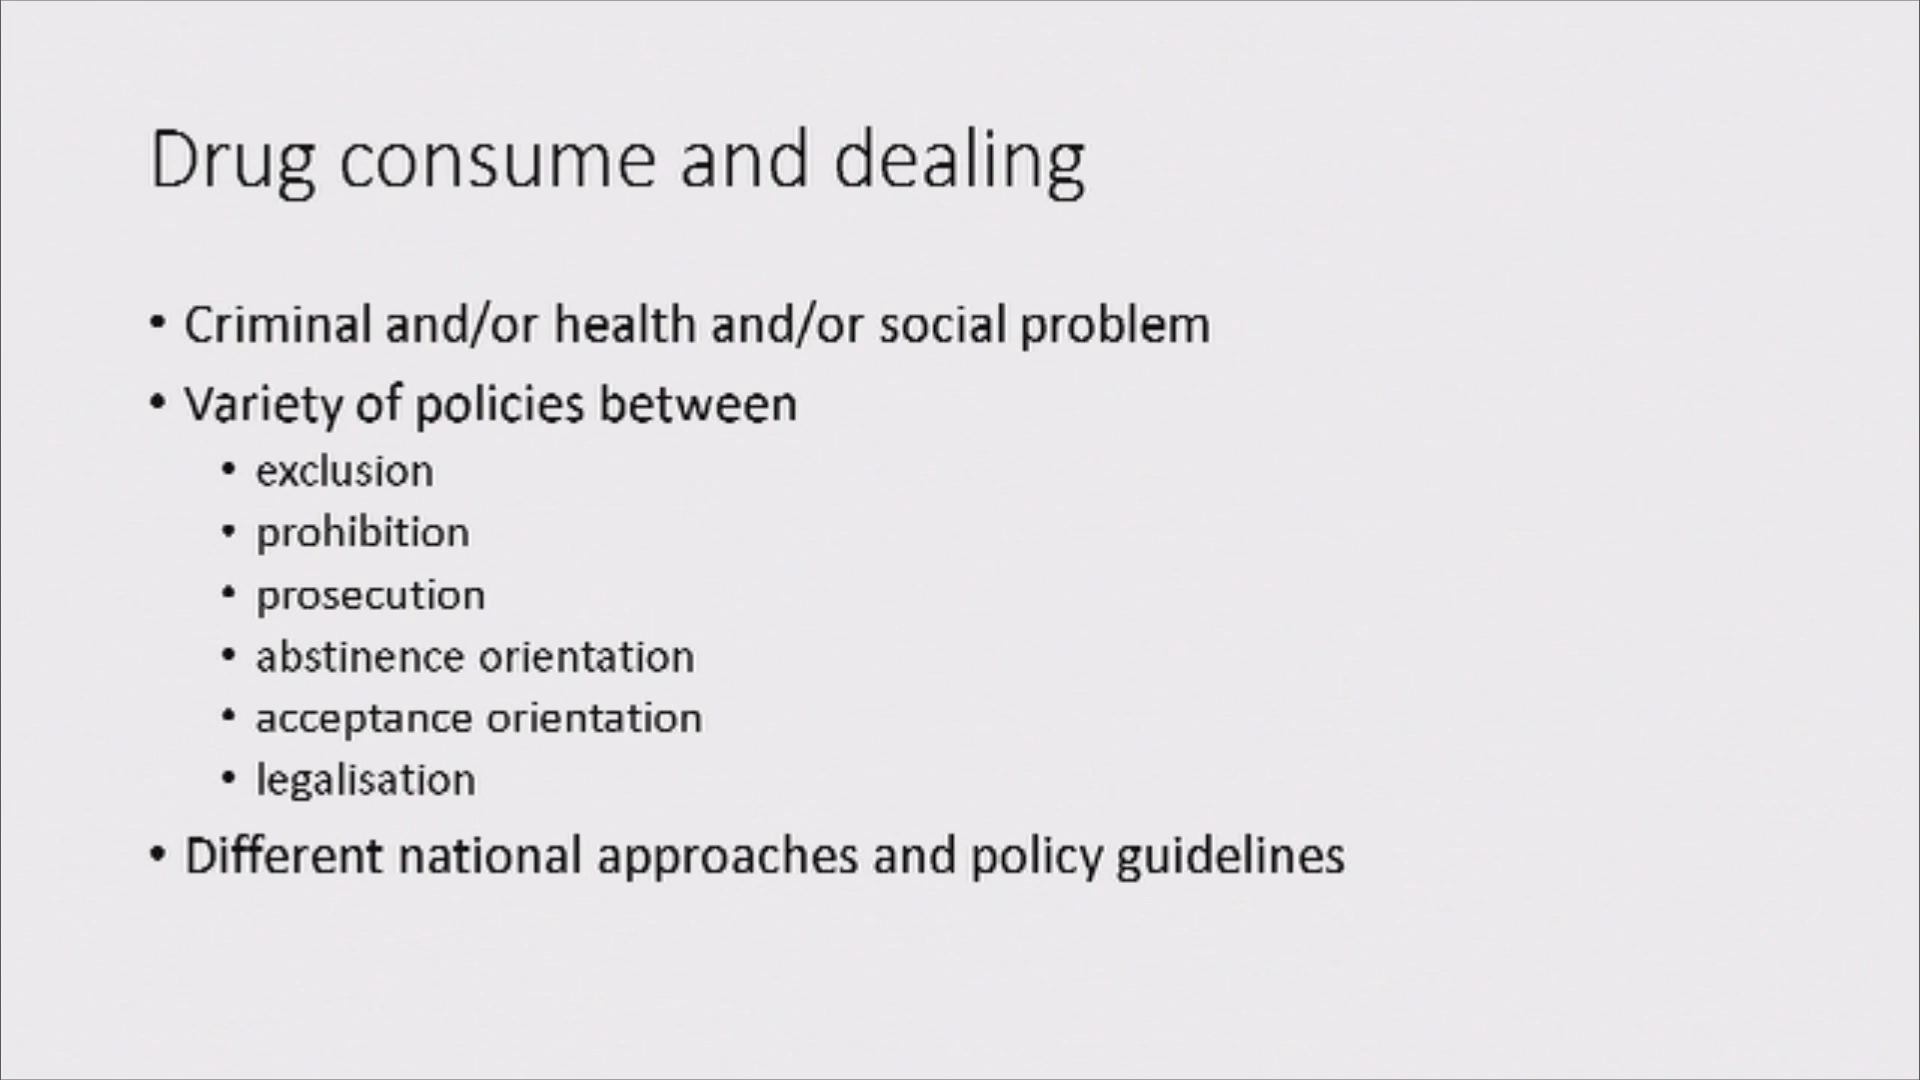 Drug consume and dealing
• Criminal and/or health and/or social problem
• Variety of policies between
• exclusion
• prohibition
• prosecution
• abstinence orientation
• acceptance orientation
• legalisation
• Different national approaches and policy guidelines